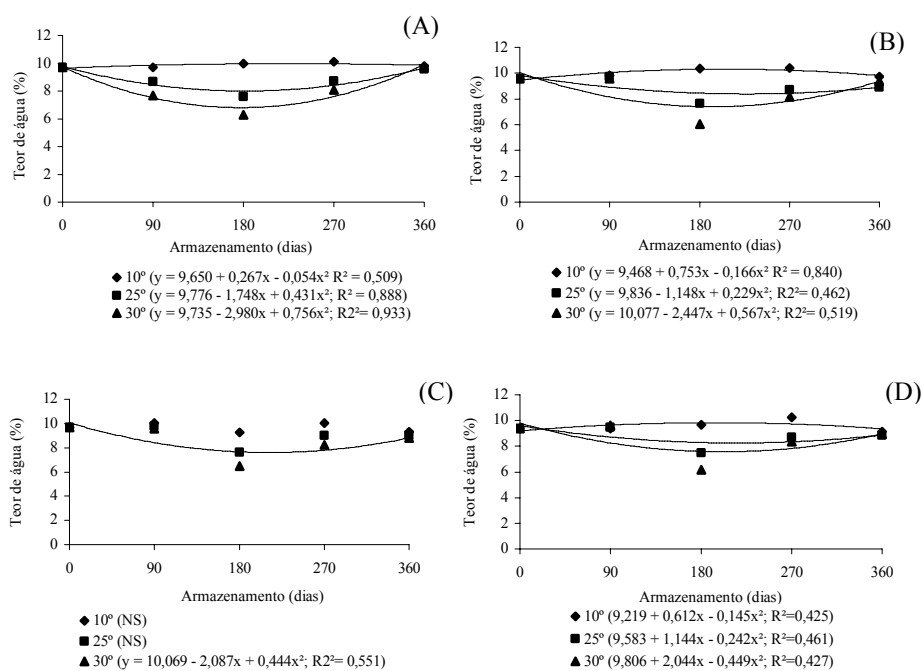 (A)
12
10
8
6
4
2
0
Teor de água (%)
0 90 180 270 360
Armazenamento (dias)
10º (y = 9,650 + 0,267x - 0,054x² R² = 0,509)
25º (y = 9,776 - 1,748x + 0,431x²; R² = 0,888)
30º (y = 9,735 - 2,980x + 0,756x²; R2²= 0,933)
(B)
12
10
8
6
4
2
0
Teor de água (%)
0 90 180 270 360
Armazenamento (dias)
10º (y = 9,468 + 0,753x - 0,166x² R² = 0,840)
25º (y = 9,836 - 1,148x + 0,229x²; R2²= 0,462)
30º (y = 10,077 - 2,447x + 0,567x²; R2²= 0,519)
(C)
12
10
8
6
4
2
0
Teor de água (%)
0 90 180 270 360
Armazenamento (dias)
10º (NS)
25º (NS)
30º (y = 10,069 - 2,087x + 0,444x²; R2²= 0,551)
(D)
12
10
8
6
4
2
0
Teor de água (%)
0 90 180 270 360
Armazenamento (dias)
10º (9,219 + 0,612x - 0,145x²; R²=0,425)
25º (9,583 + 1,144x - 0,242x²; R²=0,461)
30º (9,806 + 2,044x - 0,449x²; R²=0,427)